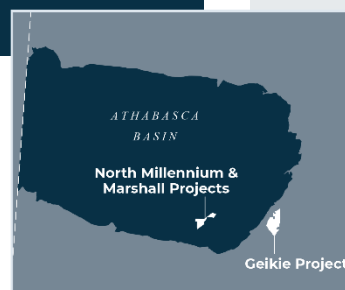 ATHABASCA
BASIN
North Millennium &
Marshall Projects
Geikie Project